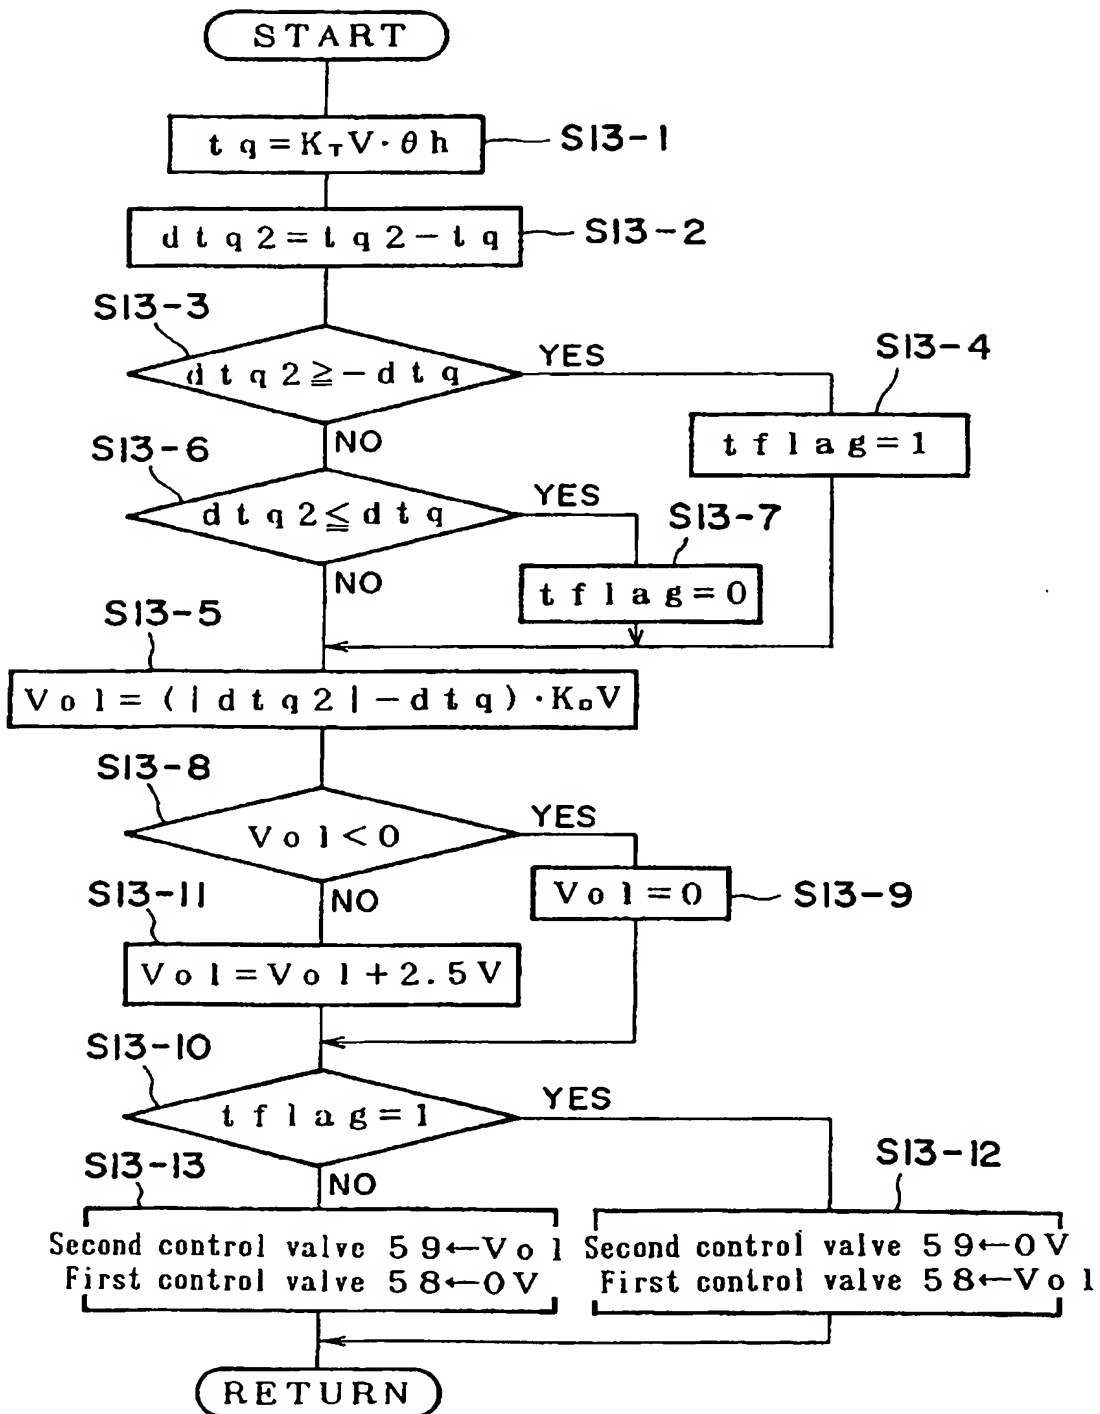 START
tq=KTV·θh
S13-1
dtq2=tq2-tq
S13-2
S13-3
dtq2≧-dtq
YES
S13-4
tflag=1
NO
S13-6
dtq2≦dtq
YES
S13-7
tflag=0
NO
S13-5
Vol=(|dtq2|-dtq)·KDV
S13-8
Vol<0
YES
Vol=0
S13-9
NO
S13-11
Vol=Vol+2.5V
S13-10
tflag=1
YES
S13-12
NO
S13-13
Second control valve 59←Vol
First control valve 58←0V
Second control valve 59←0V
First control valve 58←Vol
RETURN